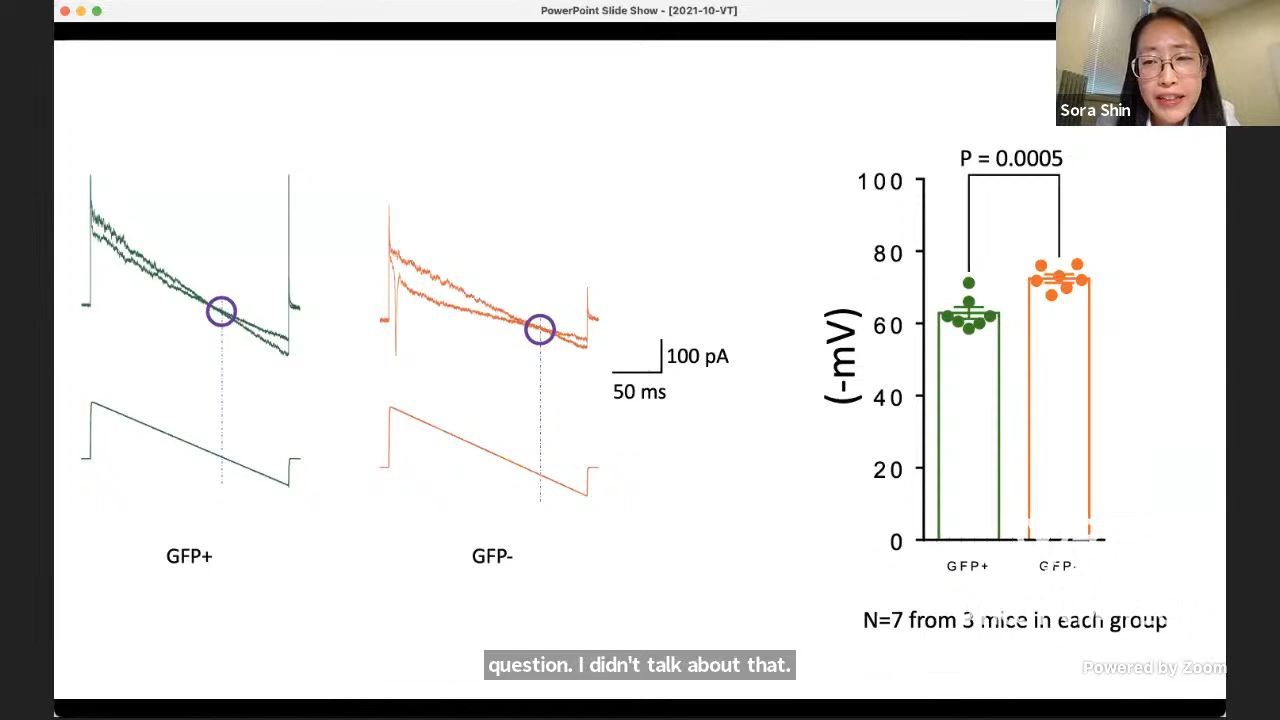 PowerPoint Slide Show - [2021-10-VT]
Sora Shin
P = 0.0005
100
80
60
40
20
0
(-mV)
100 pA
50 ms
GFP+
GFP-
GFP+
GFP-
N=7 from 3 mice in each group
question. I didn't talk about that.
Powered by Zoom